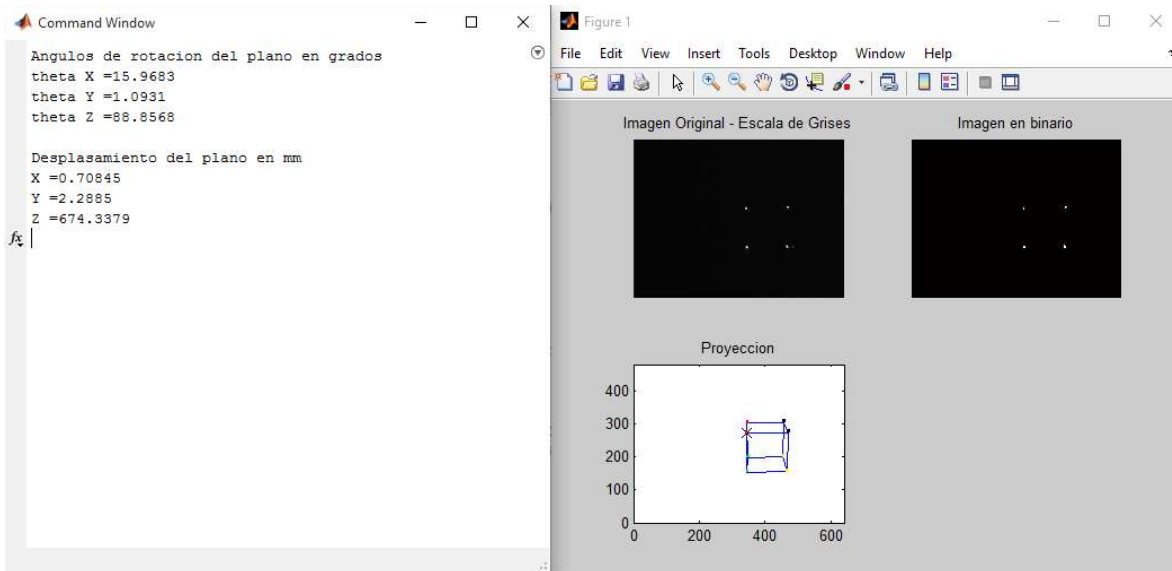 Command Window
Angulos de rotacion del plano en grados
theta X =15.9683
theta Y =1.0931
theta Z =88.8568
Desplasamiento del plano en mm
X =0.70845
Y =2.2885
Z =674.3379
fx
Figure 1
File Edit View Insert Tools Desktop Window Help
Imagen Original - Escala de Grises
Imagen en binario
Proyeccion
400
300
200
100
0
0 200 400 600